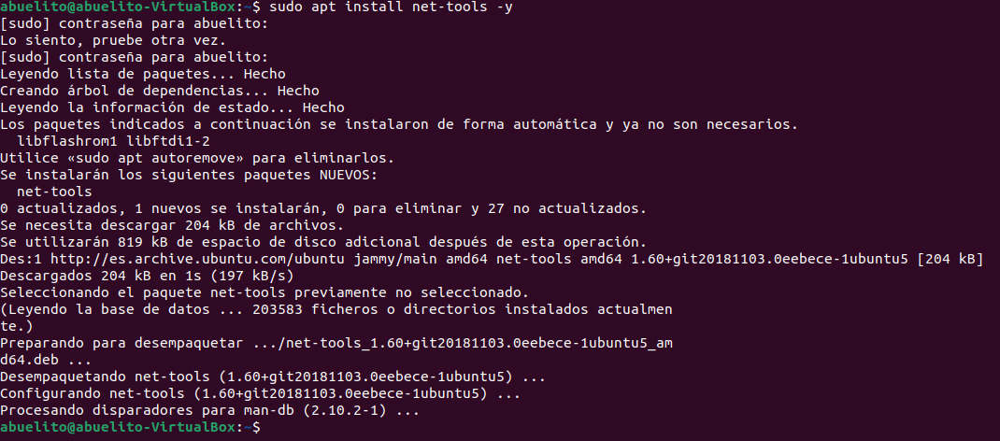 abuelito@abuelito-VirtualBox:~$ sudo apt install net-tools -y
[sudo] contraseña para abuelito:
Lo siento, pruebe otra vez.
[sudo] contraseña para abuelito:
Leyendo lista de paquetes... Hecho
Creando árbol de dependencias... Hecho
Leyendo la información de estado... Hecho
Los paquetes indicados a continuación se instalaron de forma automática y ya no son necesarios.
  libflashrom1 libftdi1-2
Utilice «sudo apt autoremove» para eliminarlos.
Se instalarán los siguientes paquetes NUEVOS:
  net-tools
0 actualizados, 1 nuevos se instalarán, 0 para eliminar y 27 no actualizados.
Se necesita descargar 204 kB de archivos.
Se utilizarán 819 kB de espacio de disco adicional después de esta operación.
Des:1 http://es.archive.ubuntu.com/ubuntu jammy/main amd64 net-tools amd64 1.60+git20181103.0eebece-1ubuntu5 [204 kB]
Descargados 204 kB en 1s (197 kB/s)
Seleccionando el paquete net-tools previamente no seleccionado.
(Leyendo la base de datos ... 203583 ficheros o directorios instalados actualmen
te.)
Preparando para desempaquetar .../net-tools_1.60+git20181103.0eebece-1ubuntu5_am
d64.deb ...
Desempaquetando net-tools (1.60+git20181103.0eebece-1ubuntu5) ...
Configurando net-tools (1.60+git20181103.0eebece-1ubuntu5) ...
Procesando disparadores para man-db (2.10.2-1) ...
abuelito@abuelito-VirtualBox:~$